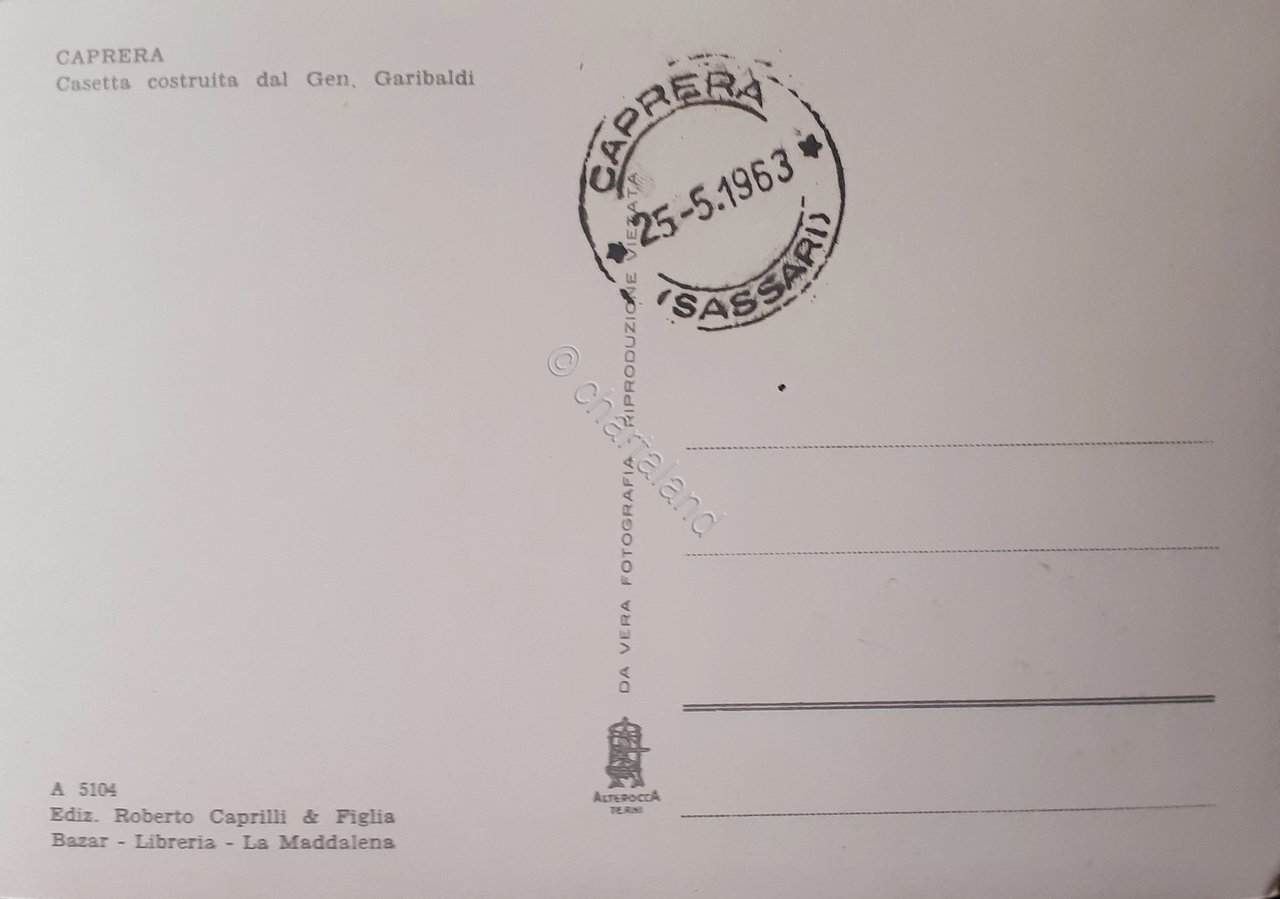 CAPRERA
Casetta costruita dal Gen. Garibaldi
CAPRERA
25-5.1963
(SASSARI)
DA VERA FOTOGRAFIA RIPRODUZIONE VIETATA
© chartaland
ALTEROCCA
TERNI
A 5104
Ediz. Roberto Caprilli & Figlia
Bazar - Libreria - La Maddalena